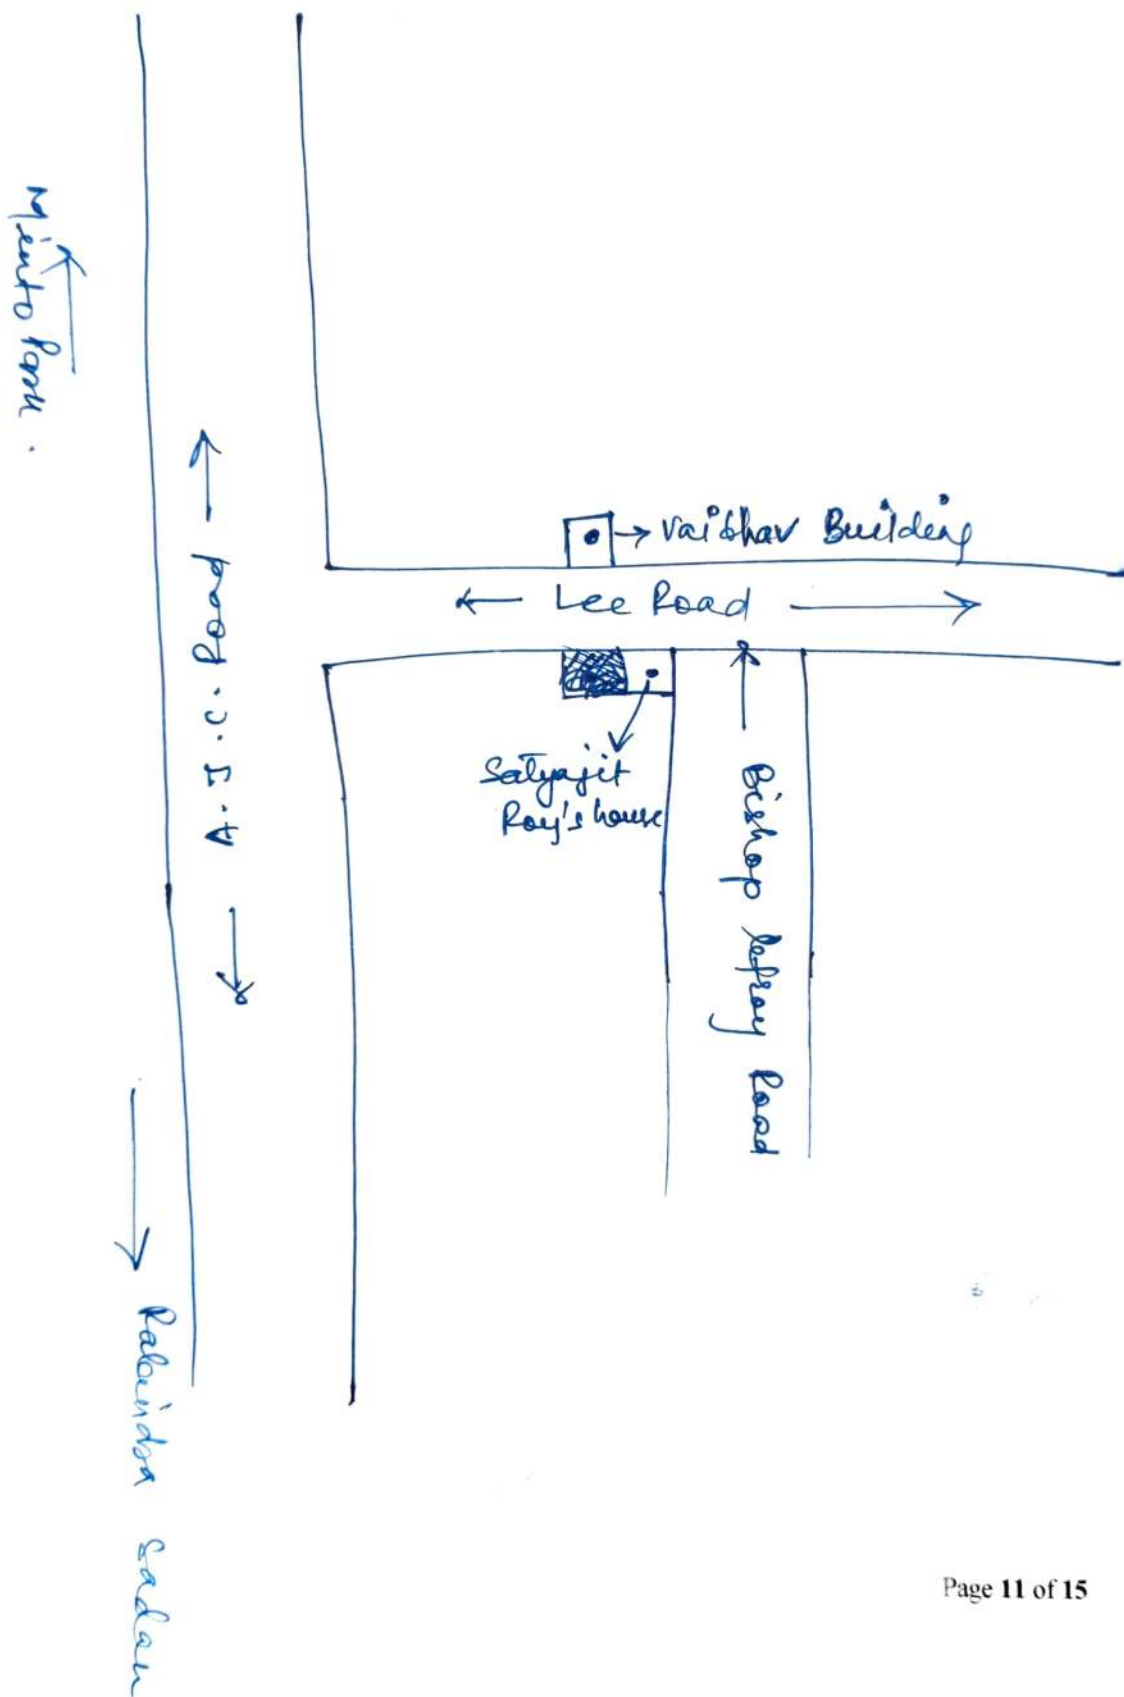 Minto Park.
A.J.C. Road
Vaibhav Building
Lee Road
Satyajit
Roy's house
Bishop lefroy Road
Rabindra Sadan
Page 11 of 15